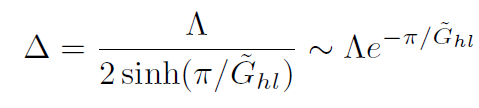 Δ = Λ / (2 sinh(π/G̃_{hl})) ∼ Λe^{−π/G̃_{hl}}